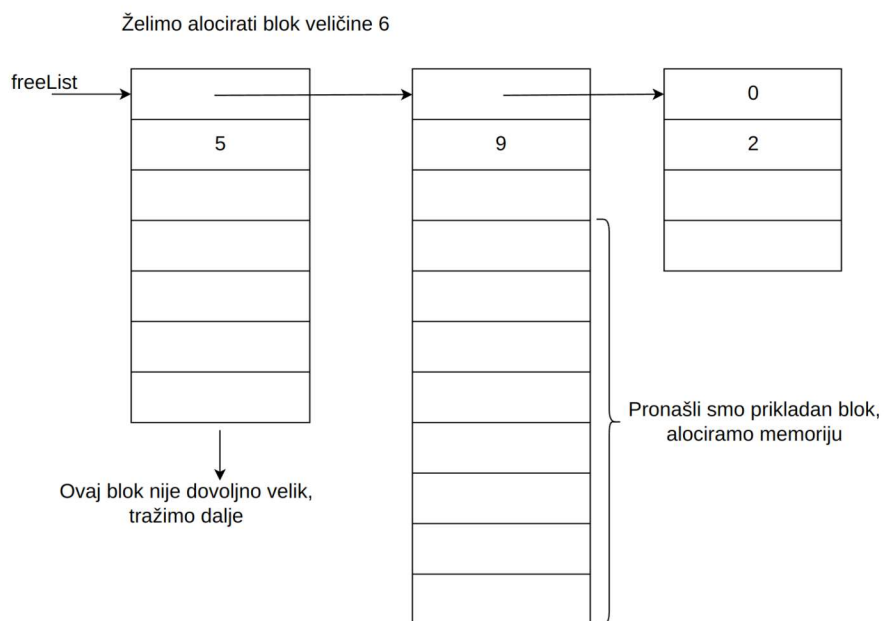 Želimo alocirati blok veličine 6
freeList
0
5
9
2
Pronašli smo prikladan blok,
alociramo memoriju
Ovaj blok nije dovoljno velik,
tražimo dalje